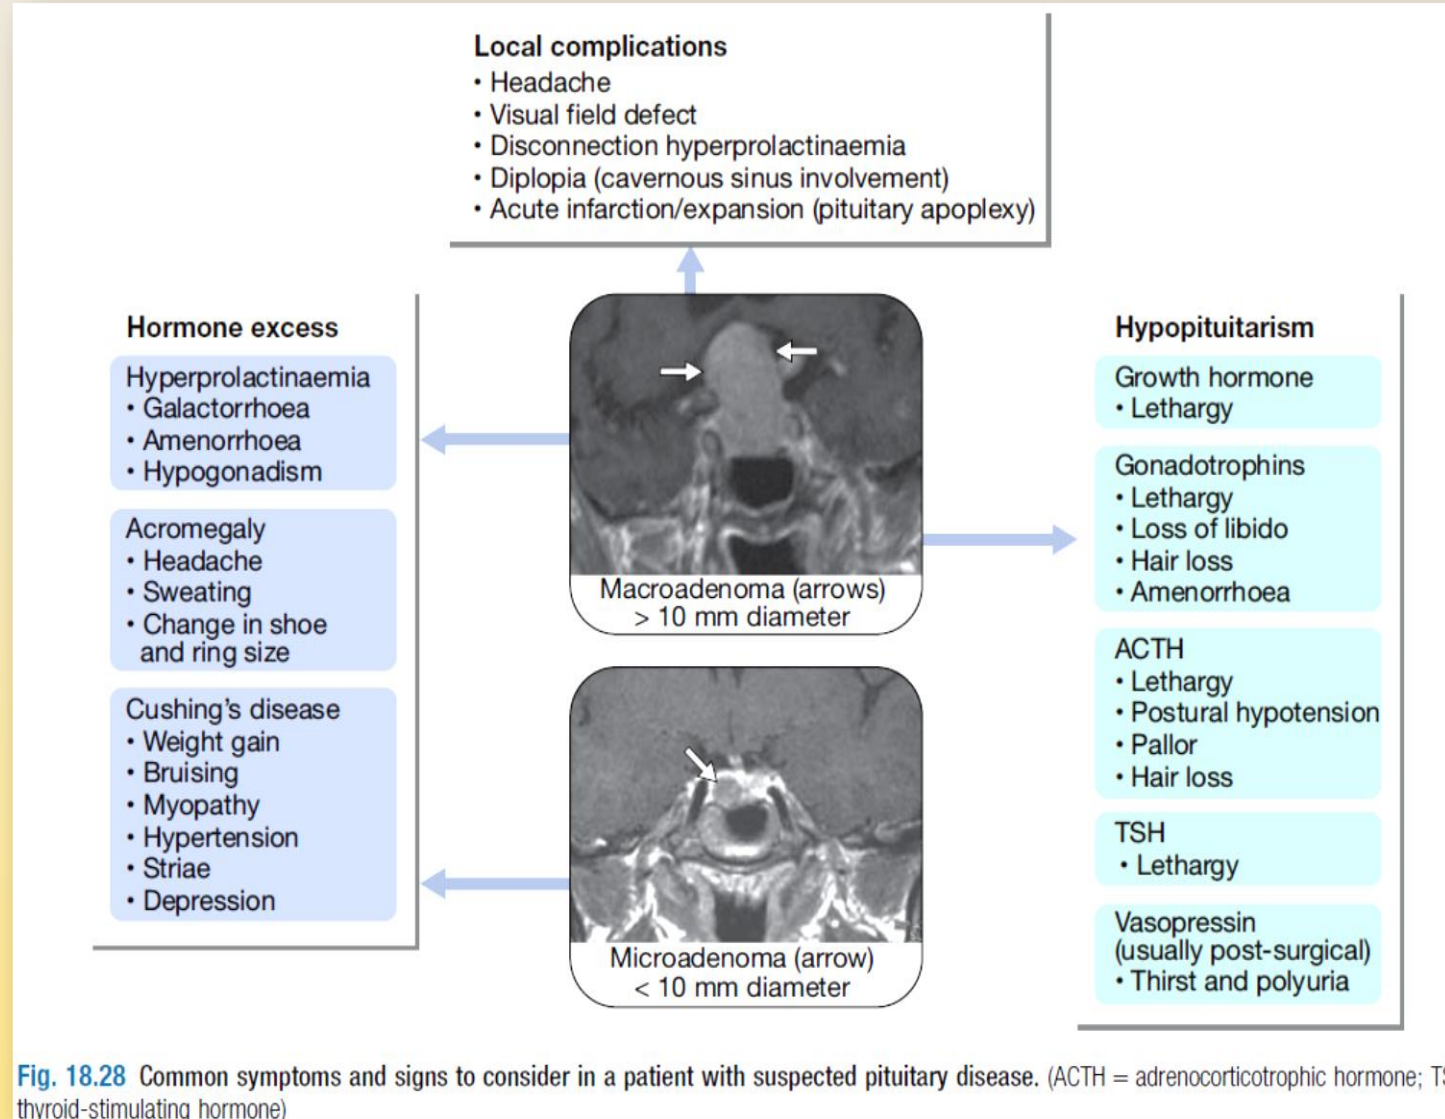 Local complications
• Headache
• Visual field defect
• Disconnection hyperprolactinaemia
• Diplopia (cavernous sinus involvement)
• Acute infarction/expansion (pituitary apoplexy)
Hormone excess
Hyperprolactinaemia
• Galactorrhoea
• Amenorrhoea
• Hypogonadism
Acromegaly
• Headache
• Sweating
• Change in shoe
and ring size
Cushing's disease
• Weight gain
• Bruising
• Myopathy
• Hypertension
• Striae
• Depression
Macroadenoma (arrows)
> 10 mm diameter
Microadenoma (arrow)
< 10 mm diameter
Hypopituitarism
Growth hormone
• Lethargy
Gonadotrophins
• Lethargy
• Loss of libido
• Hair loss
• Amenorrhoea
ACTH
• Lethargy
• Postural hypotension
• Pallor
• Hair loss
TSH
• Lethargy
Vasopressin
(usually post-surgical)
• Thirst and polyuria
Fig. 18.28 Common symptoms and signs to consider in a patient with suspected pituitary disease. (ACTH = adrenocorticotrophic hormone;
thyroid-stimulating hormone)